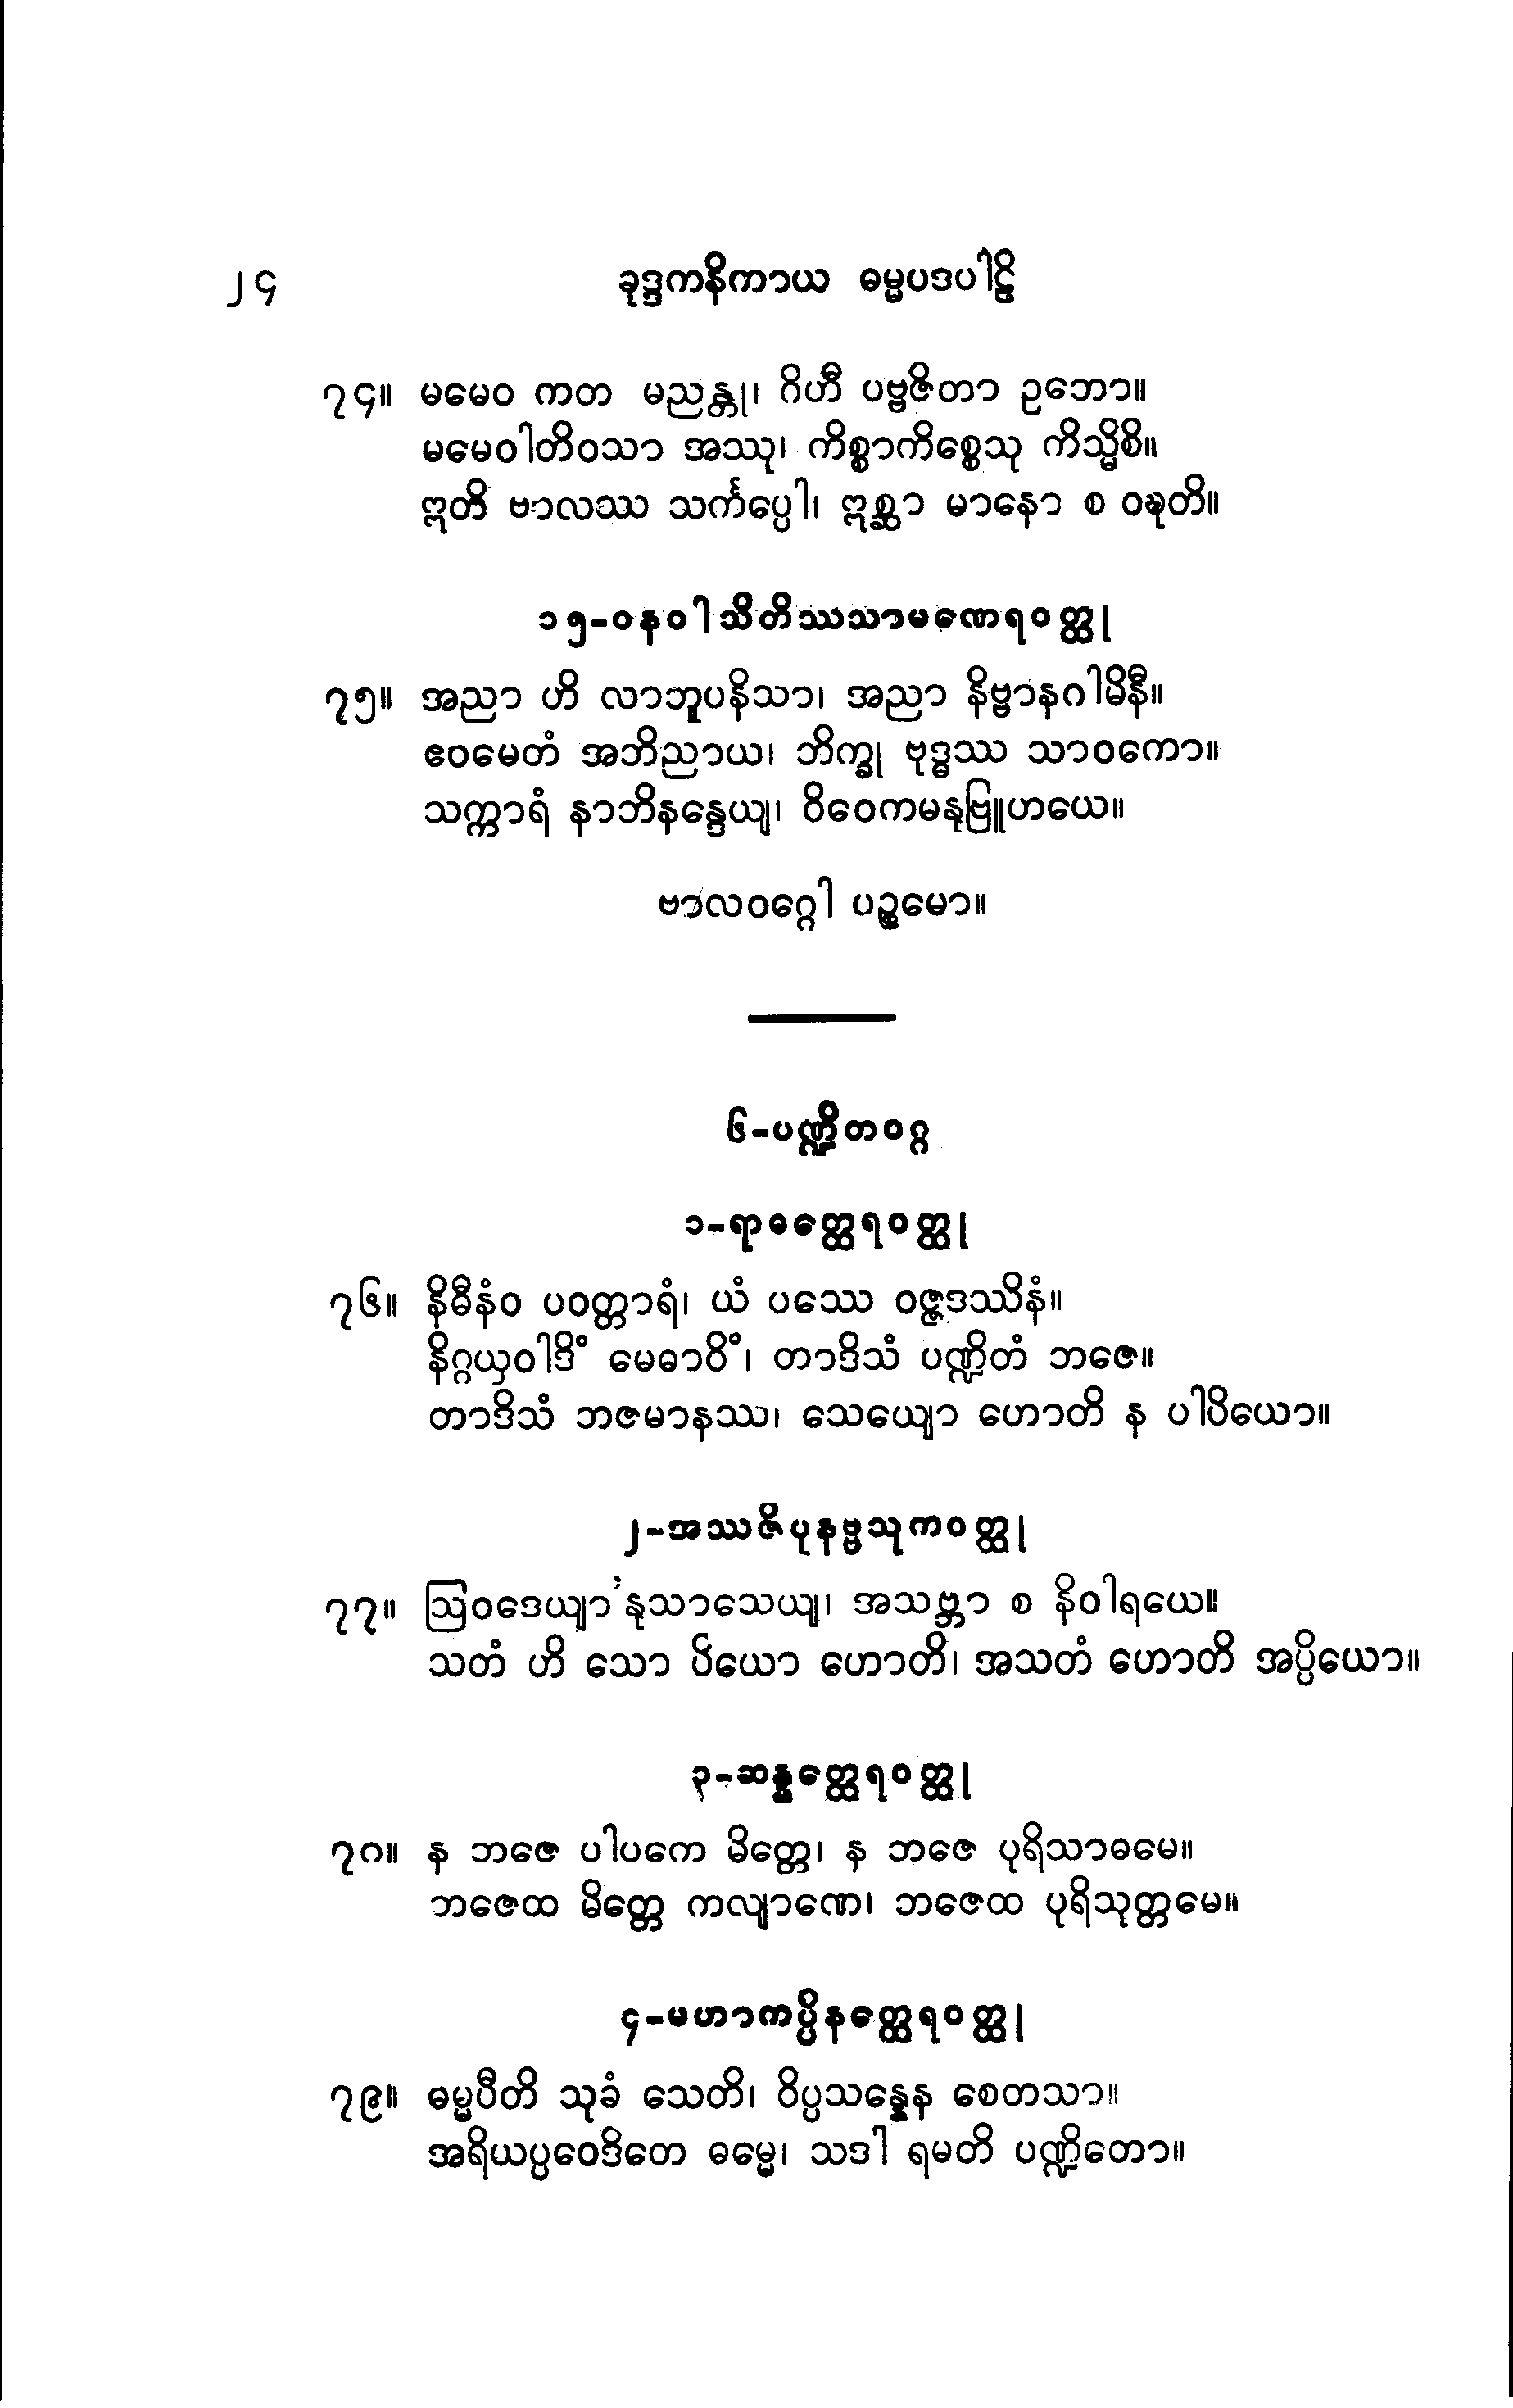 ၂၄ ခုဒ္ဒကနိကာယ ဓမ္မပဒပါဠိ
၇၄။ မမေဝ ကတ မညန္တု၊ ဂိဟီ ပဗ္ဗဇိတာ ဥဘော။
မမေဝါတိဝသာ အဿု၊ ကိစ္စာကိစ္စေသု ကိသ္မိစိ။
ဣတိ ဗာလဿ သင်္ကပ္ပေါ၊ ဣစ္ဆာ မာနော စ ဝဍ္ဎတိ။
၁၅-ဝနဝါသီတိဿသာမဏေရဝတ္ထု
၇၅။ အညာ ဟိ လာဘူပနိသာ၊ အညာ နိဗ္ဗာနဂါမိနီ။
ဧဝမေတံ အဘိညာယ၊ ဘိက္ခု ဗုဒ္ဓဿ သာဝကော။
သက္ကာရံ နာဘိနန္ဒေယျ၊ ဝိဝေကမနုဗြူဟယေ။
ဗာလဝဂ္ဂေါ ပဉ္စမော။
၆-ပဏ္ဍိတဝဂ္ဂ
၁-ရာဓတ္ထေရဝတ္ထု
၇၆။ နိဓီနံဝ ပဝတ္တာရံ၊ ယံ ပဿေ ဝဇ္ဇဒဿိနံ။
နိဂ္ဂယှဝါဒိံ မေဓာဝိံ၊ တာဒိသံ ပဏ္ဍိတံ ဘဇေ။
တာဒိသံ ဘဇမာနဿ၊ သေယျော ဟောတိ န ပါပိယော။
၂-အဿဇိပုနဗ္ဗသုကဝတ္ထု
၇၇။ ဩဝဒေယျာ’နုသာသေယျ၊ အသဗ္ဘာ စ နိဝါရယေ။
သတံ ဟိ သော ပိယော ဟောတိ၊ အသတံ ဟောတိ အပ္ပိယော။
၃-ဆန္နတ္ထေရဝတ္ထု
၇၈။ န ဘဇေ ပါပကေ မိတ္တေ၊ န ဘဇေ ပုရိသာဓမေ။
ဘဇေထ မိတ္တေ ကလျာဏေ၊ ဘဇေထ ပုရိသုတ္တမေ။
၄-မဟာကပ္ပိနတ္ထေရဝတ္ထု
၇၉။ ဓမ္မပီတိ သုခံ သေတိ၊ ဝိပ္ပသန္နေန စေတသာ။
အရိယပ္ပဝေဒိတေ ဓမ္မေ၊ သဒါ ရမတိ ပဏ္ဍိတော။